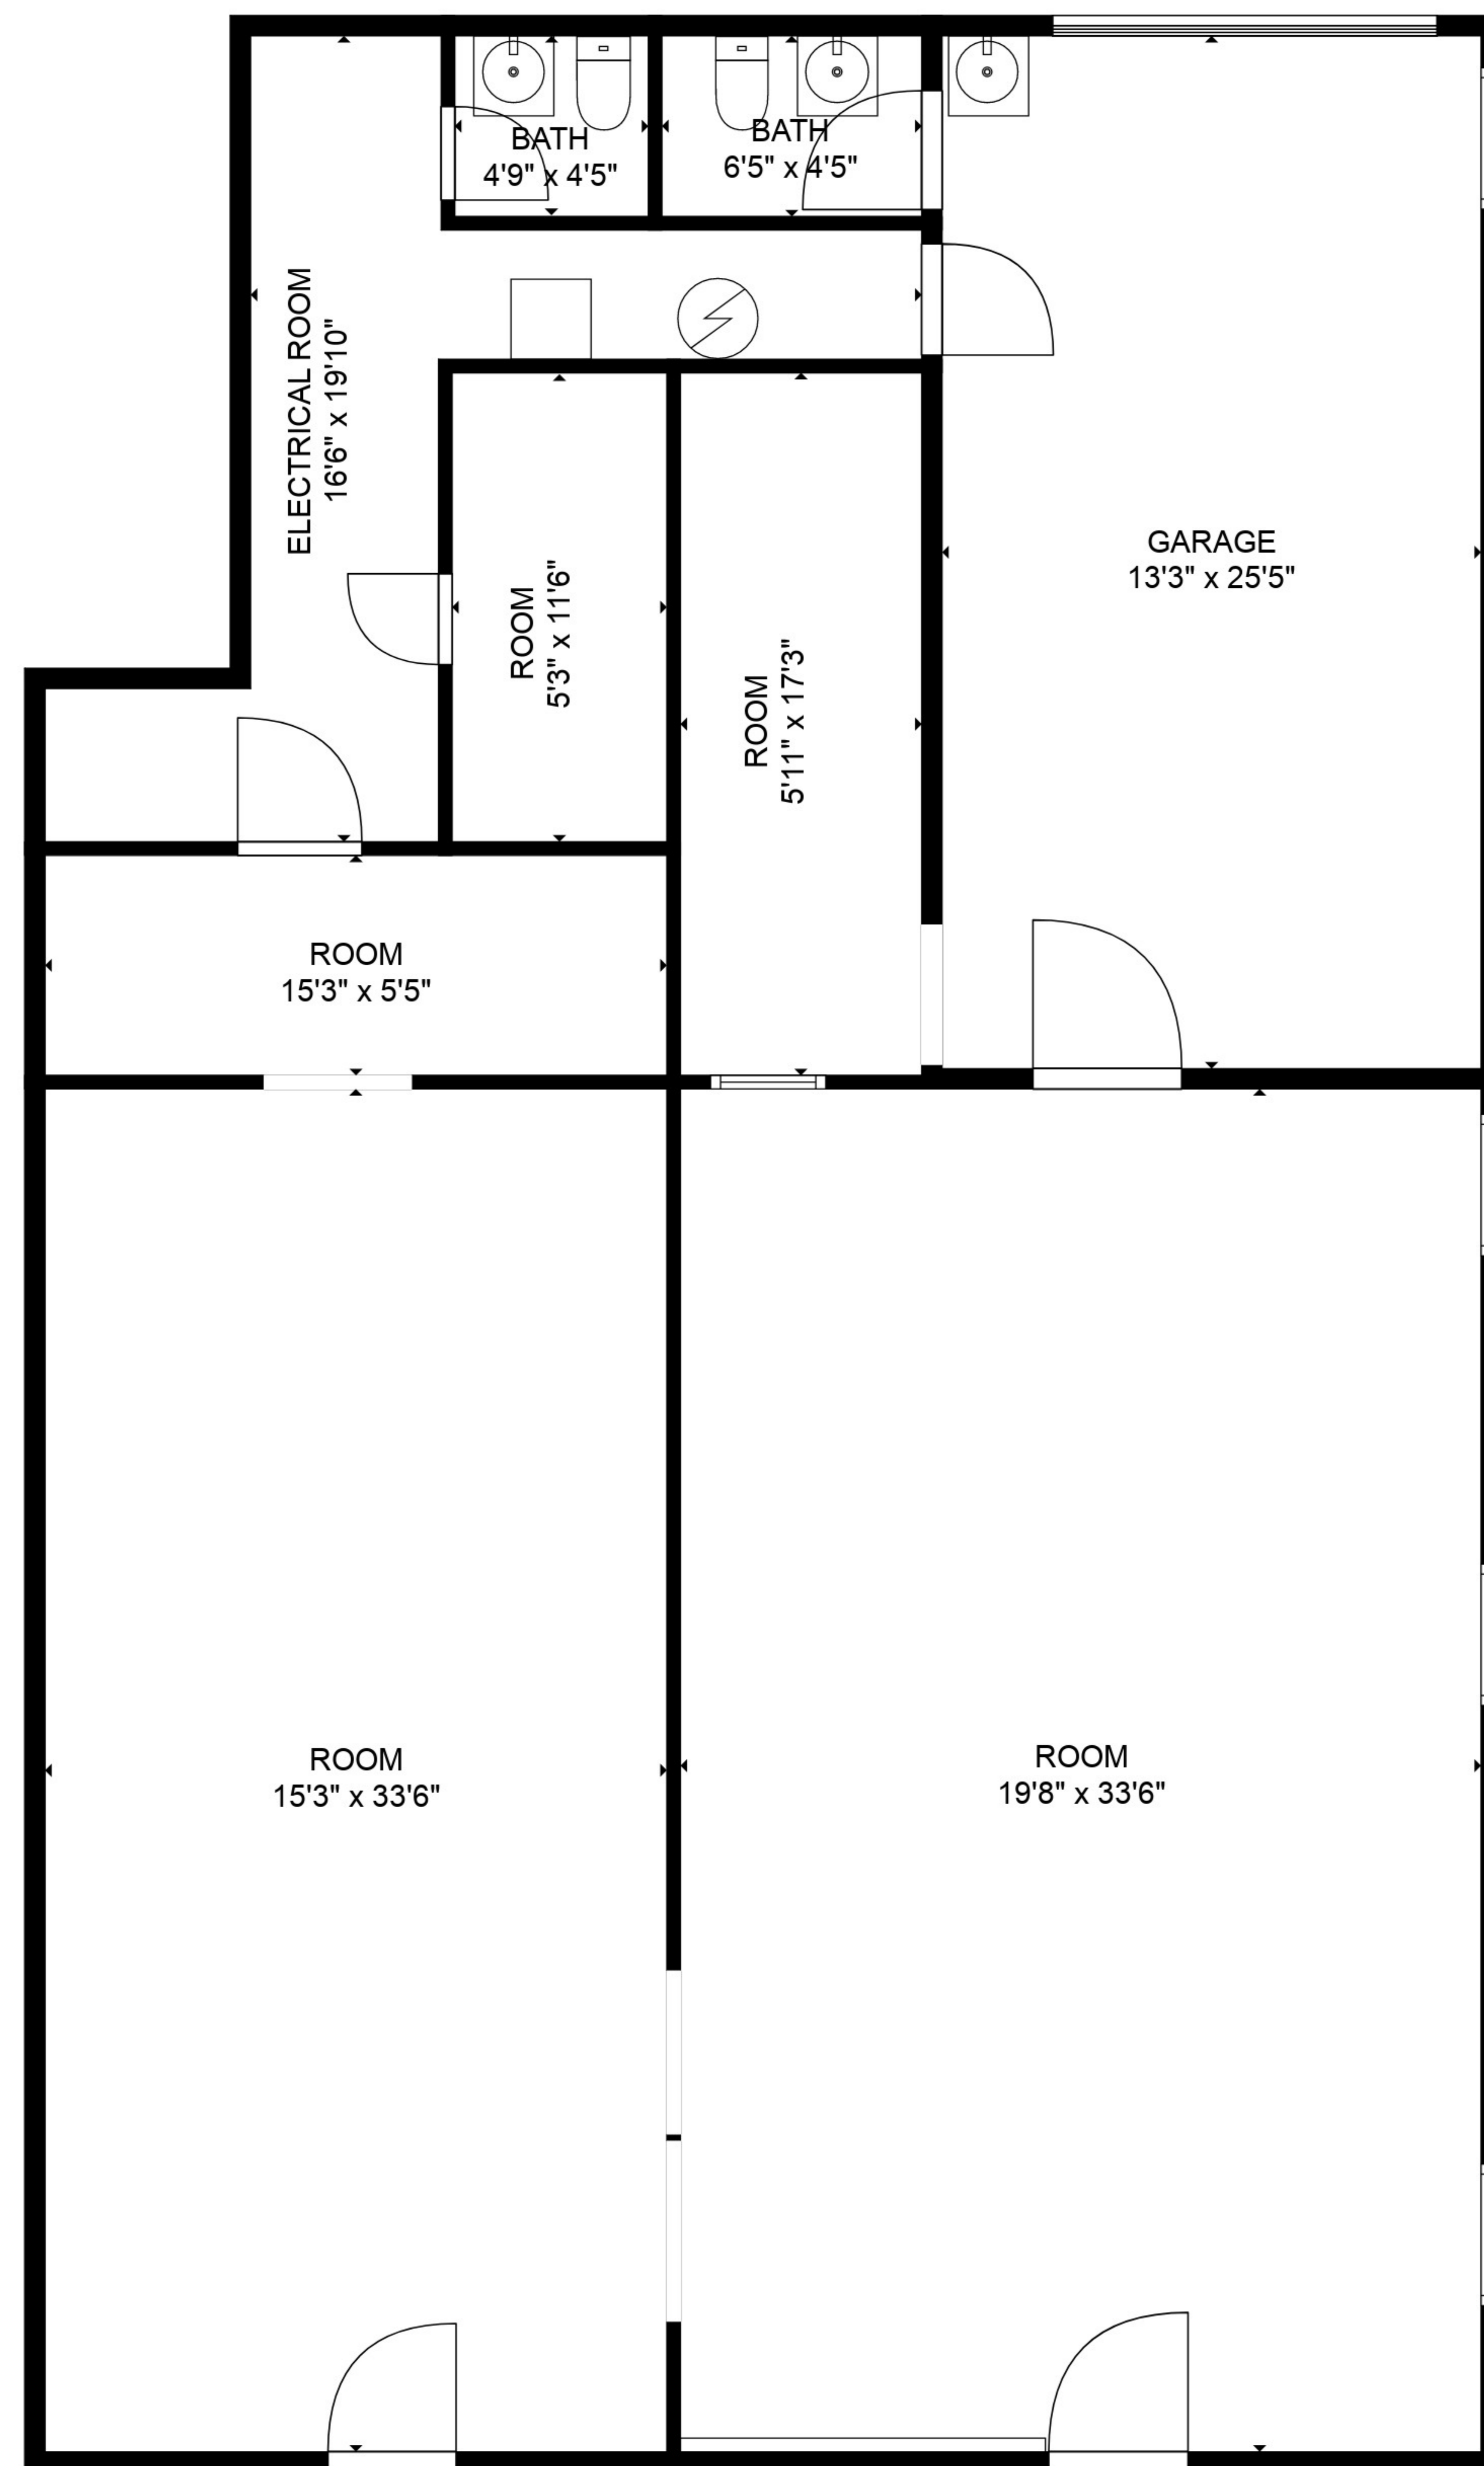 BATH
4'9" x 4'5"
BATH
6'5" x 4'5"
ELECTRICAL ROOM
16'6" x 19'10"
GARAGE
13'3" x 25'5"
ROOM
5'3" x 11'6"
ROOM
5'11" x 17'3"
ROOM
15'3" x 5'5"
ROOM
15'3" x 33'6"
ROOM
19'8" x 33'6"